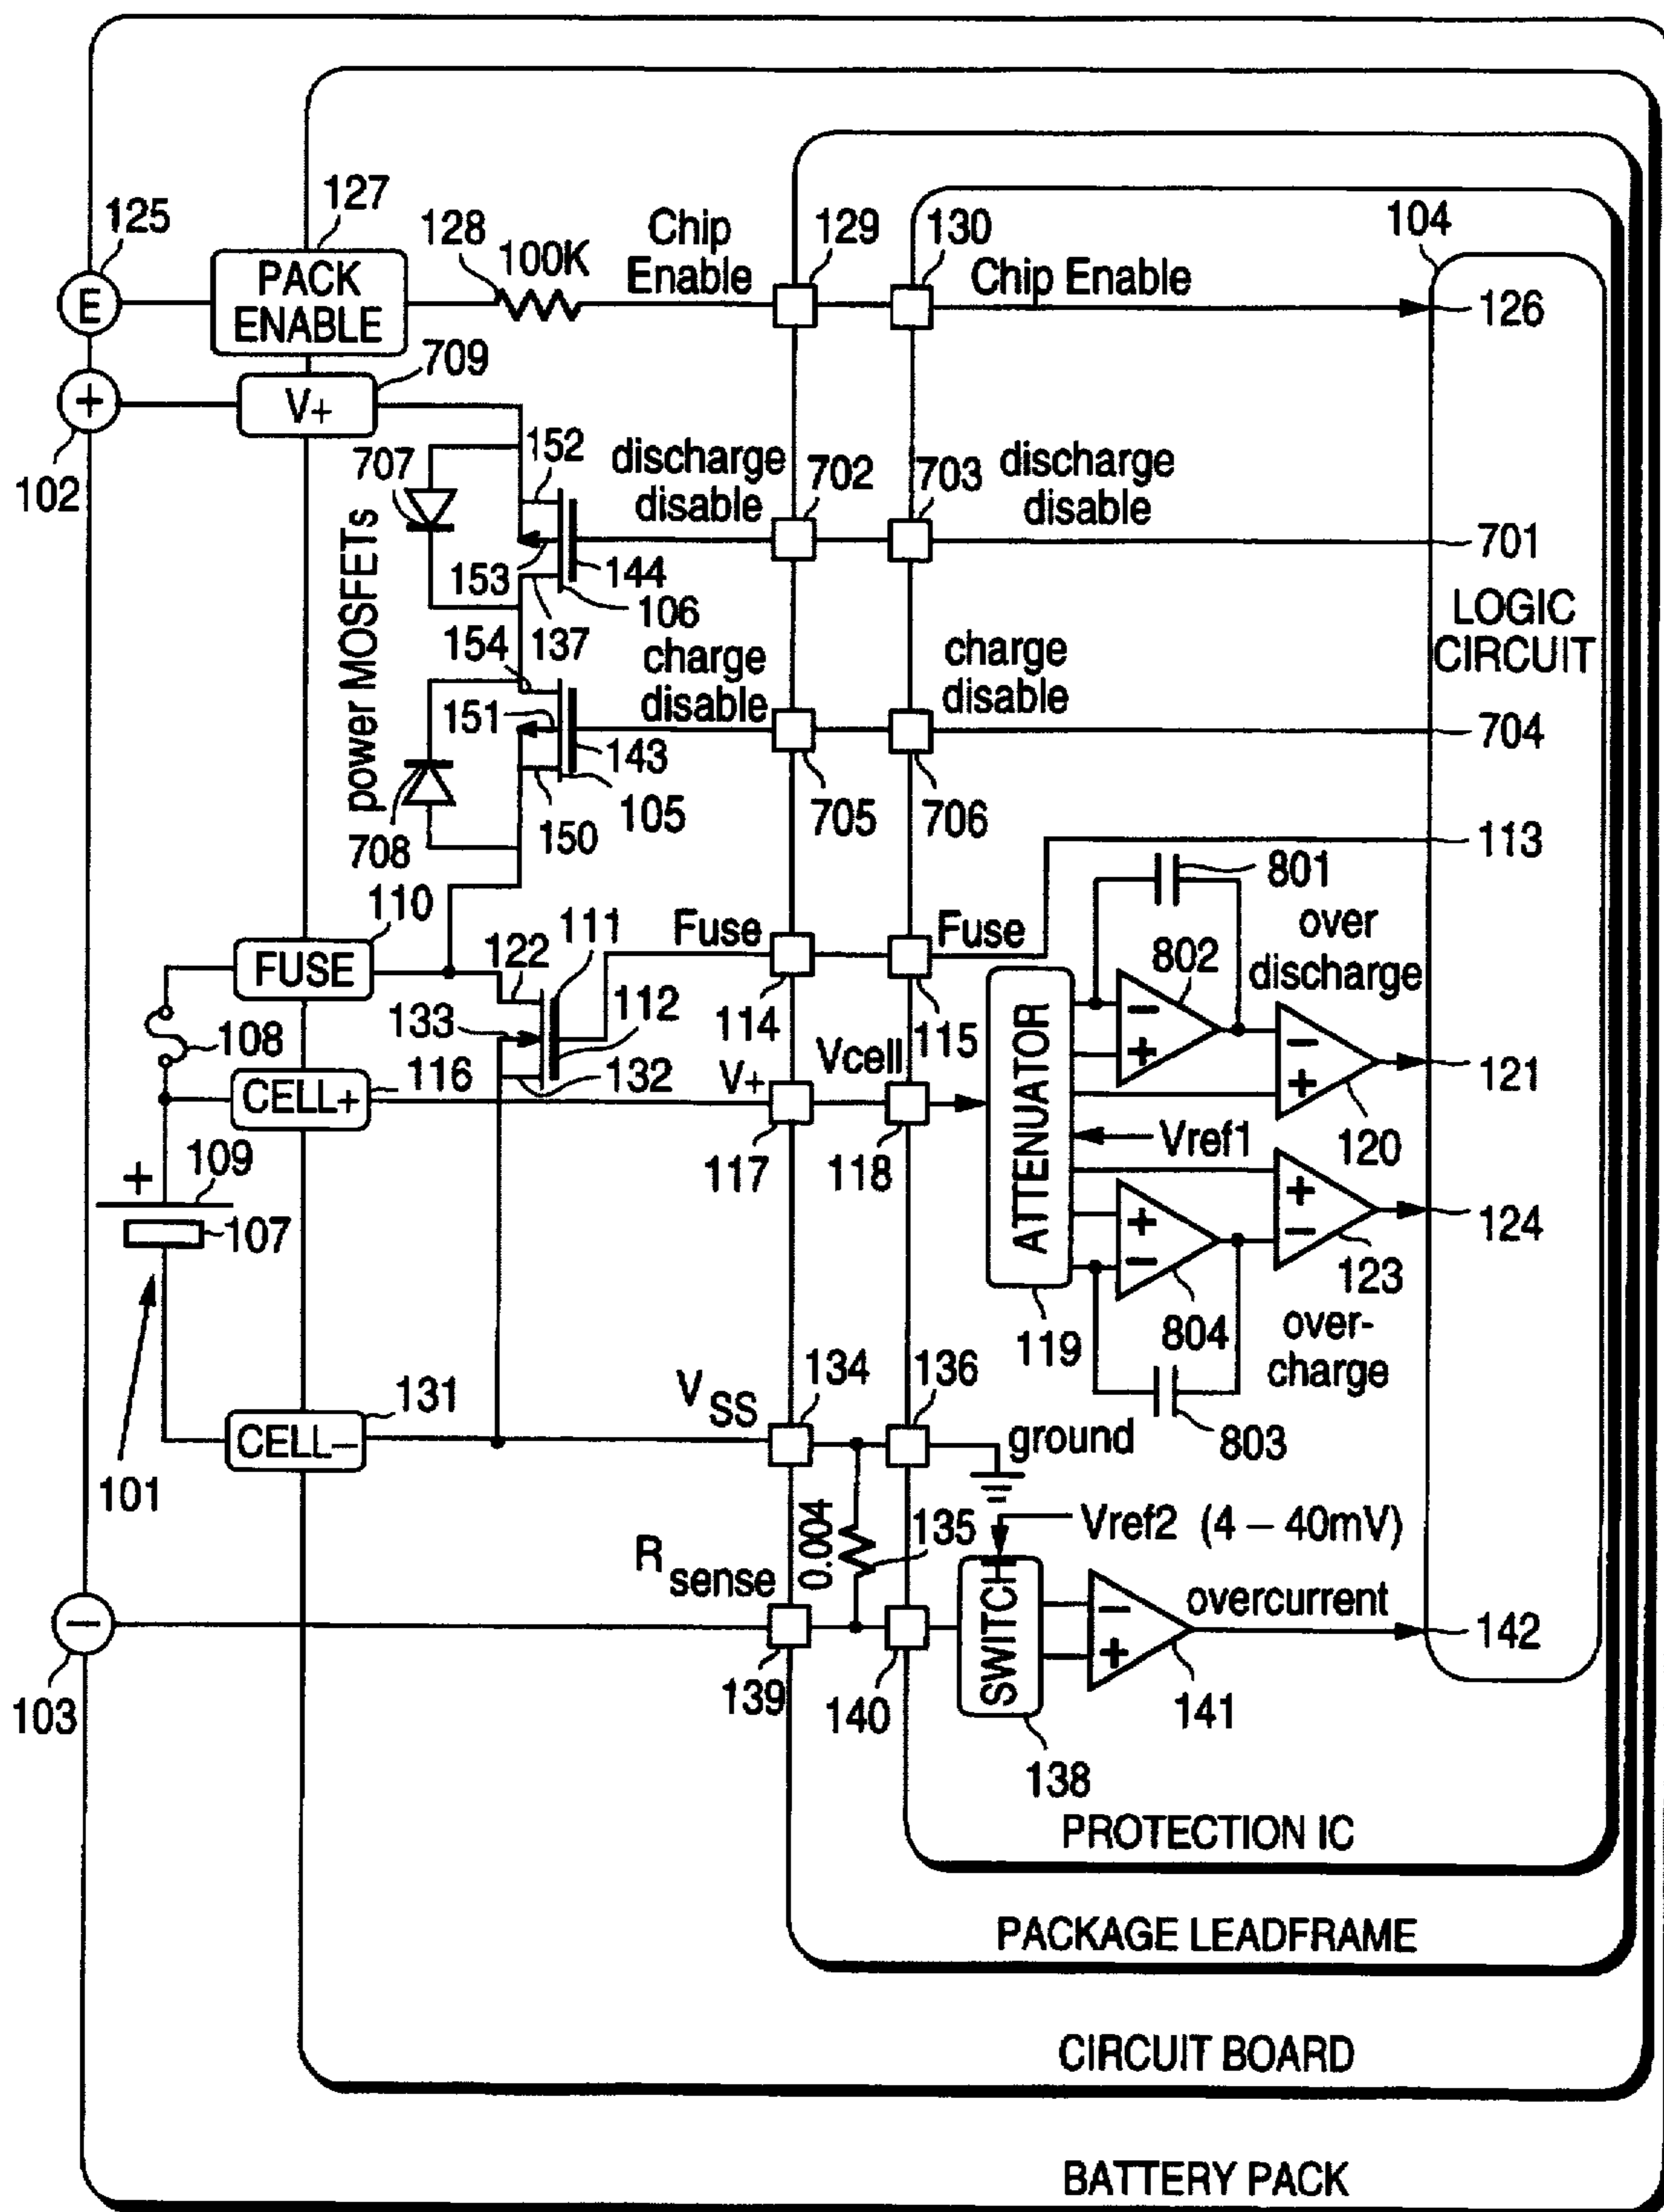 125
127
128
100K
Chip
Enable
129
130
Chip Enable
104
126
E
PACK
ENABLE
709
+
V+
102
707
152
discharge
disable
702
703
discharge
disable
701
153
144
106
137
power MOSFETs
LOGIC
CIRCUIT
154
charge
disable
charge
disable
151
143
704
105
150
705
706
708
113
801
110
FUSE
122
111
Fuse
Fuse
over
discharge
802
133
112
114
115
108
116
132
V+
Vcell
CELL+
117
118
ATTENUATOR
−
+
−
+
121
120
Vref1
+
109
107
+
−
+
−
124
123
119
804
over-
charge
803
131
CELL−
V SS
134
136
ground
101
R sense
0.004
135
Vref2 (4 – 40mV)
SWITCH
−
+
overcurrent
142
−
103
139
140
141
138
PROTECTION IC
PACKAGE LEADFRAME
CIRCUIT BOARD
BATTERY PACK